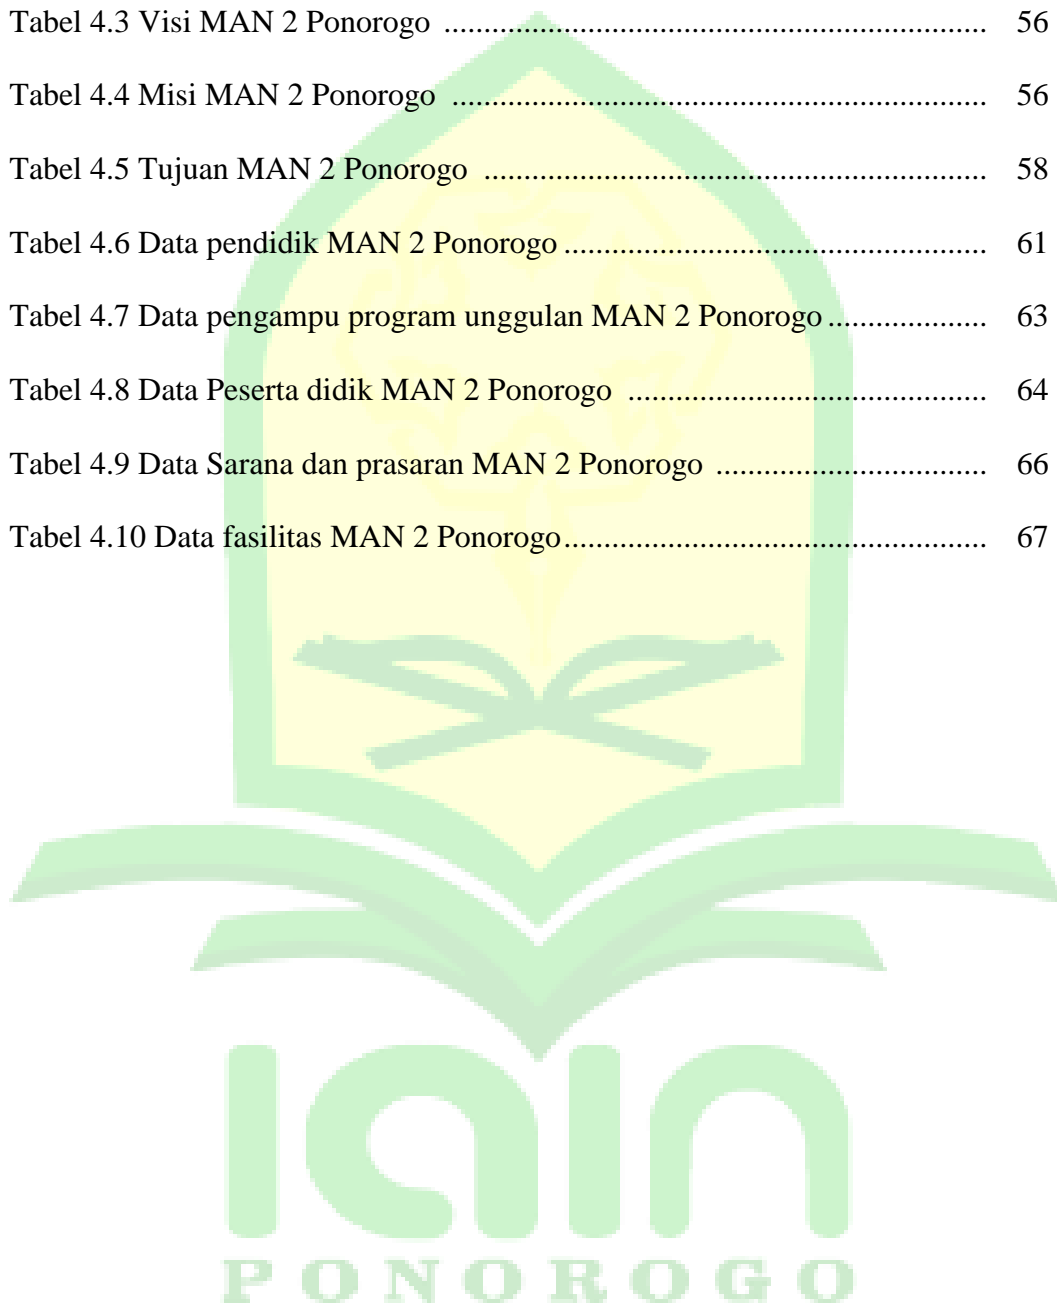 Tabel 4.3 Visi MAN 2 Ponorogo ................................................................................ 56
Tabel 4.4 Misi MAN 2 Ponorogo ............................................................................... 56
Tabel 4.5 Tujuan MAN 2 Ponorogo .......................................................................... 58
Tabel 4.6 Data pendidik MAN 2 Ponorogo .............................................................. 61
Tabel 4.7 Data pengampu program unggulan MAN 2 Ponorogo ....................... 63
Tabel 4.8 Data Peserta didik MAN 2 Ponorogo ..................................................... 64
Tabel 4.9 Data Sarana dan prasaran MAN 2 Ponorogo ........................................ 66
Tabel 4.10 Data fasilitas MAN 2 Ponorogo .............................................................. 67
iain
PONOROGO